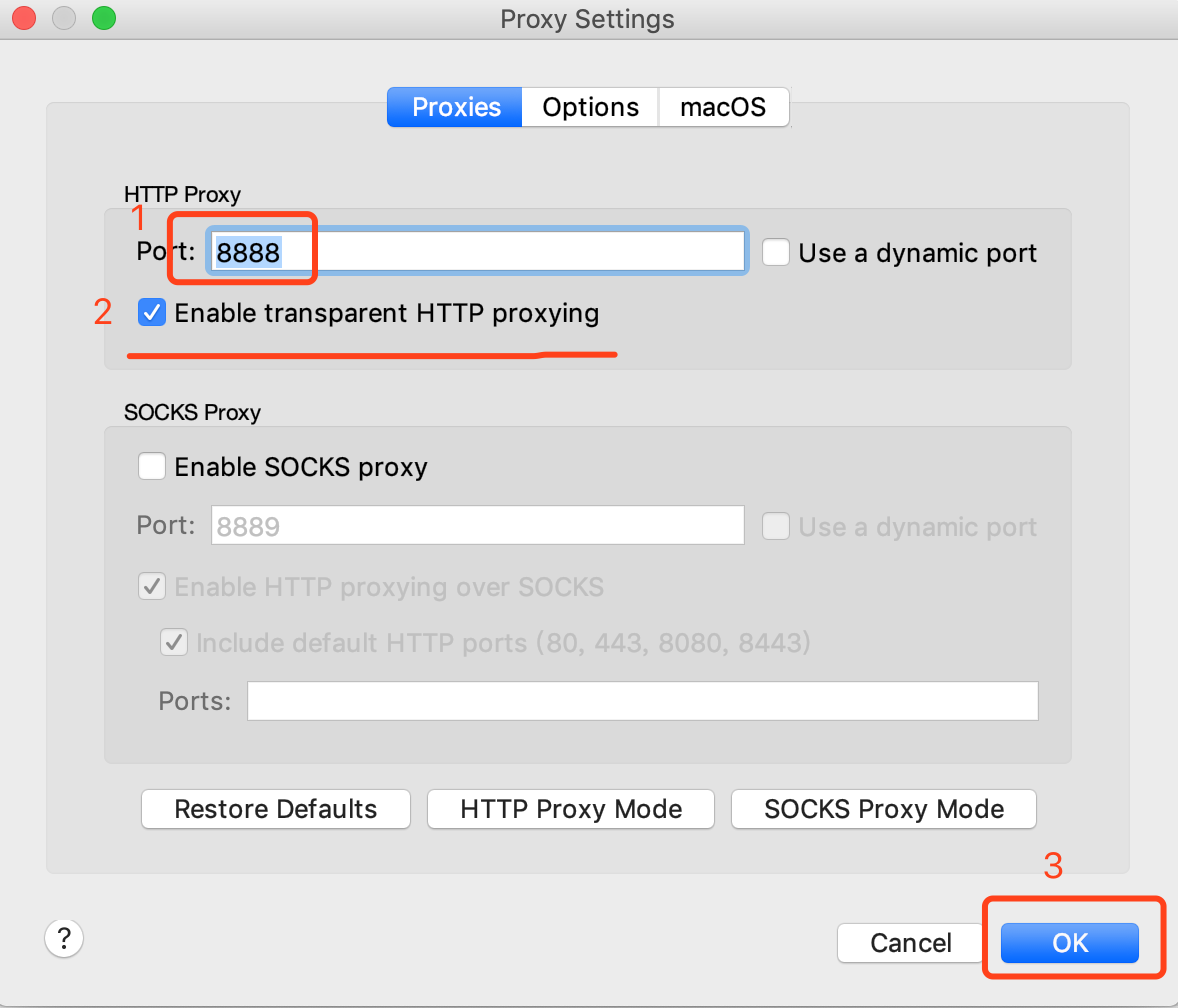 Proxy Settings
Proxies Options macOS
HTTP Proxy
1
Port: 8888 Use a dynamic port
2 Enable transparent HTTP proxying
SOCKS Proxy
Enable SOCKS proxy
Port: 8889 Use a dynamic port
Enable HTTP proxying over SOCKS
Include default HTTP ports (80, 443, 8080, 8443)
Ports:
Restore Defaults HTTP Proxy Mode SOCKS Proxy Mode
3
? Cancel OK